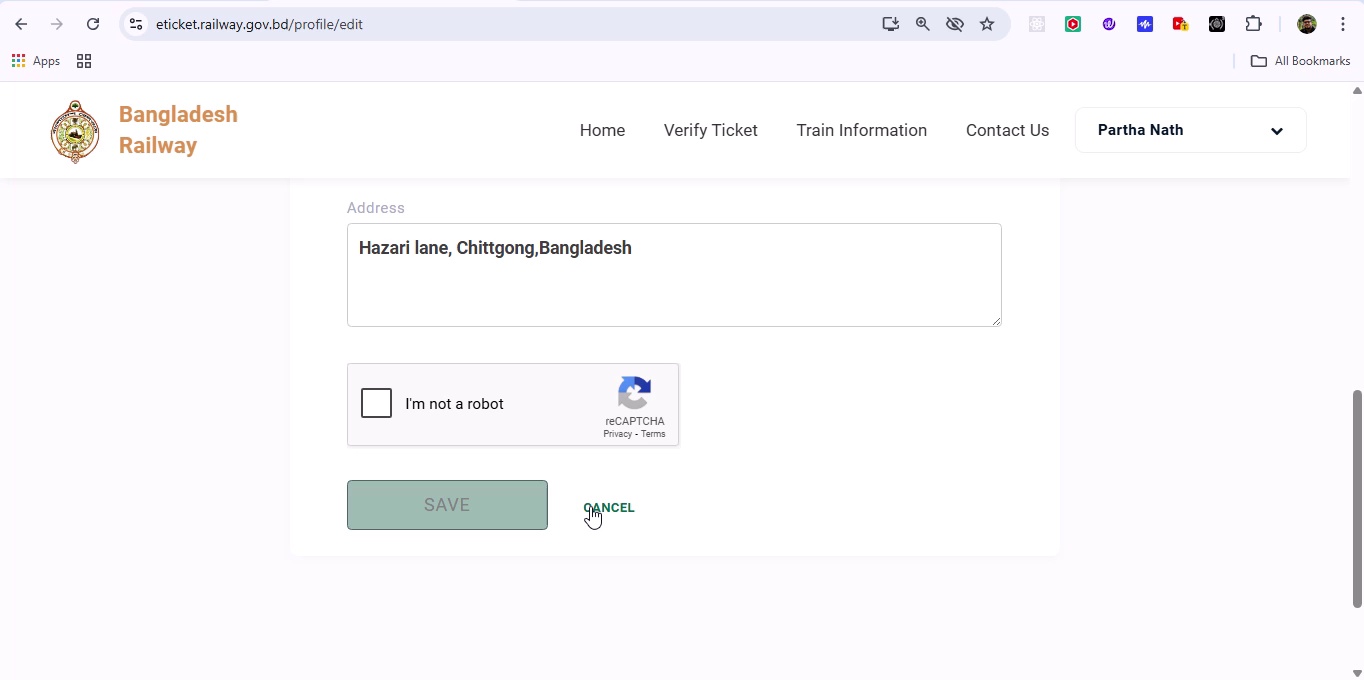 eticket.railway.gov.bd/profile/edit
Apps
All Bookmarks
Bangladesh
Railway
Home
Verify Ticket
Train Information
Contact Us
Partha Nath
Address
Hazari lane, Chittgong,Bangladesh
I'm not a robot
reCAPTCHA
Privacy - Terms
SAVE
CANCEL